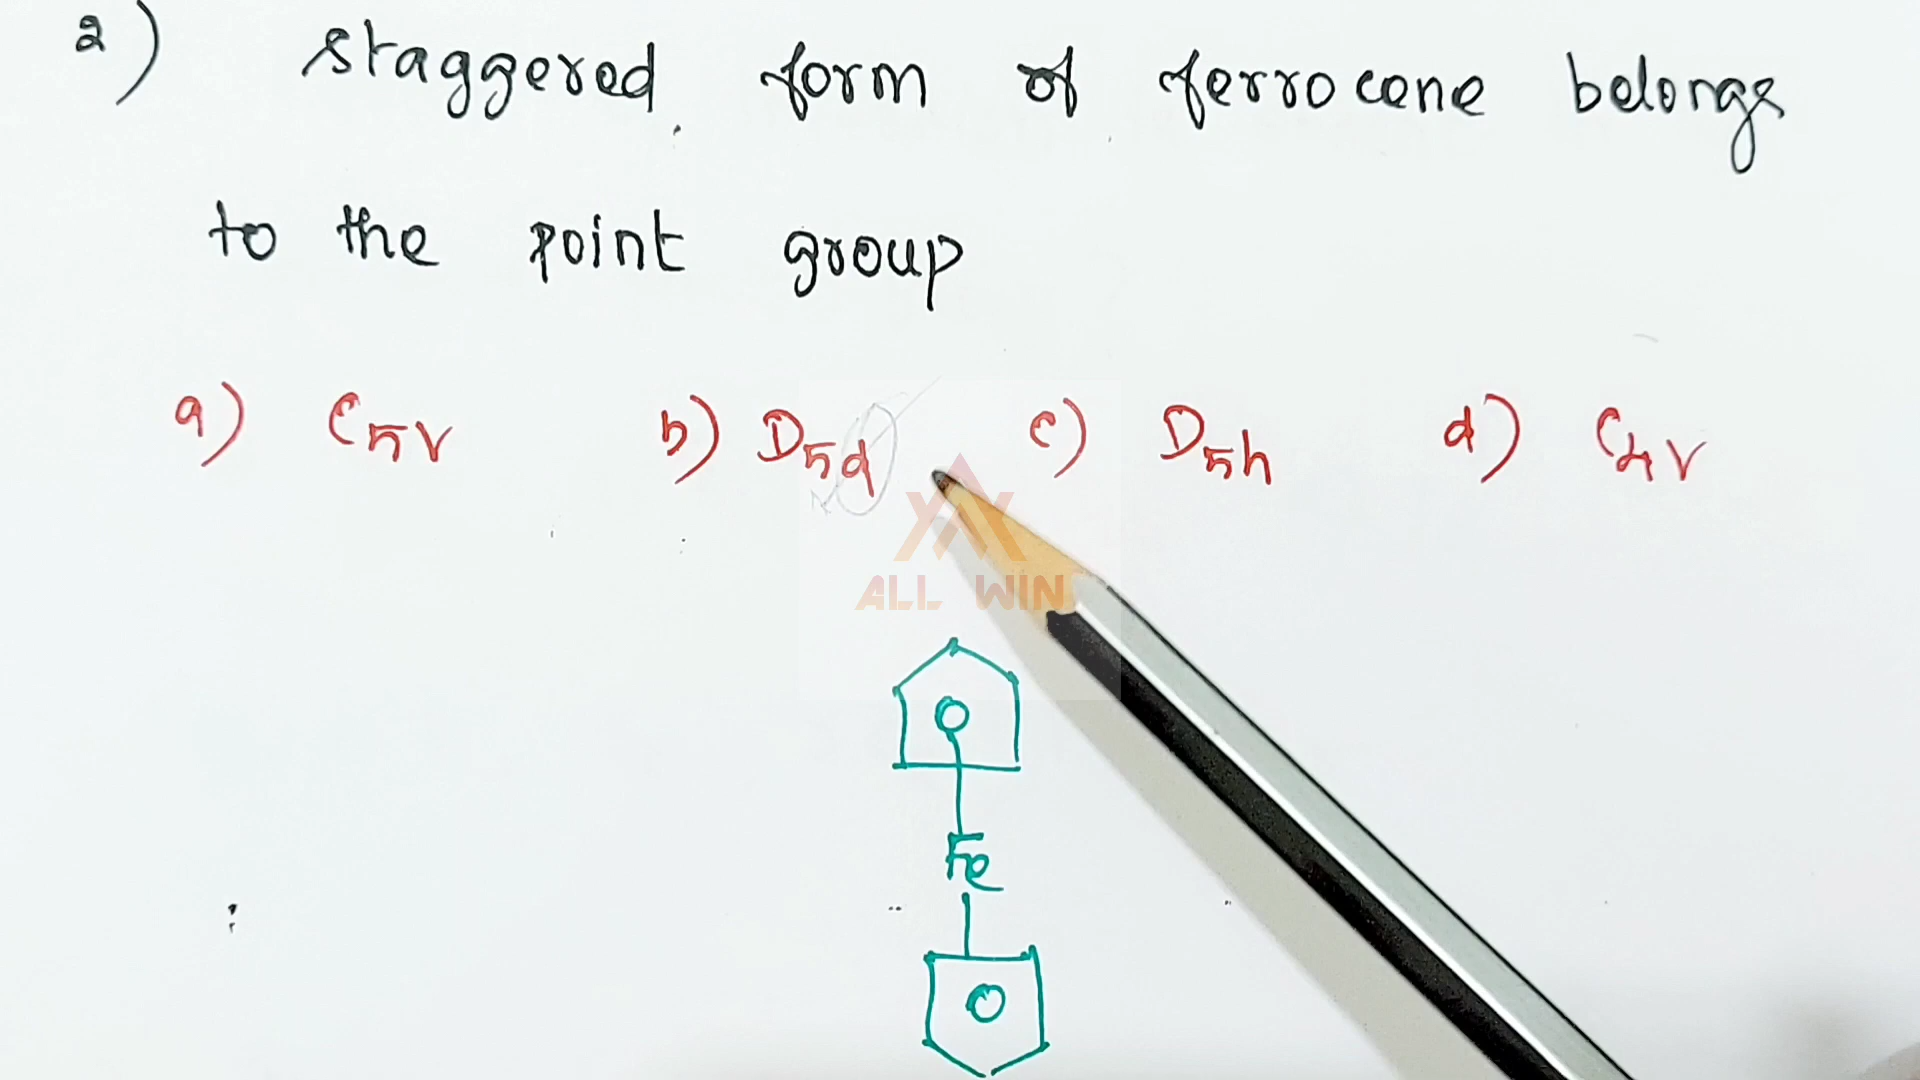 2) staggered form of ferrocene belongs
to the point group
a) C5v b) D5d c) D5h d) C4v
ALL WIN
Fe